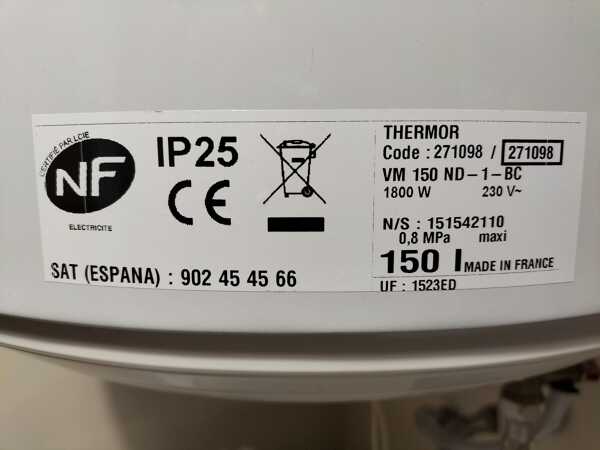 CERTIFIÉ PAR LCIE
NF
ELECTRICITE
IP25
CE
SAT (ESPANA) : 902 45 45 66
THERMOR
Code : 271098 / 271098
VM 150 ND-1-BC
1800 W 230 V~
N/S : 151542110
0,8 MPa maxi
150 l MADE IN FRANCE
UF : 1523ED